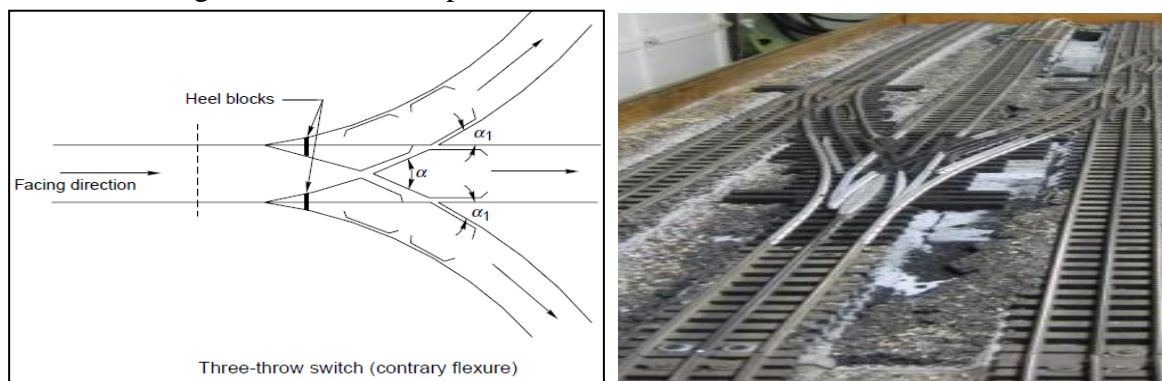 Heel blocks
α₁
Facing direction
α
α₁
Three-throw switch (contrary flexure)